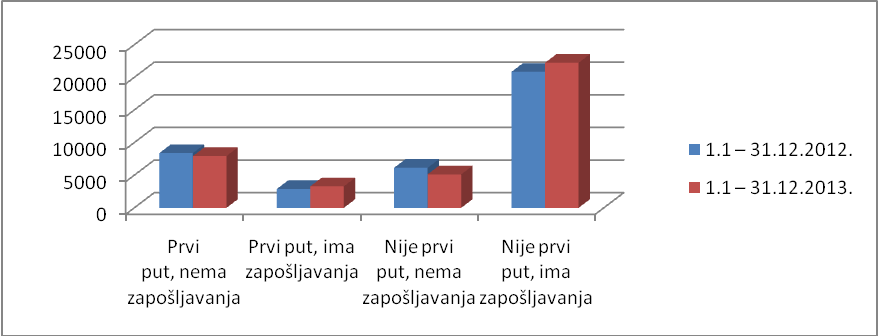 25000
20000
15000
10000
5000
0
Prvi
put, nema
zapošljavanja
Prvi put, ima
zapošljavanja
Nije prvi
put, nema
zapošljavanja
Nije prvi
put, ima
zapošljavanja
1.1 – 31.12.2012.
1.1 – 31.12.2013.